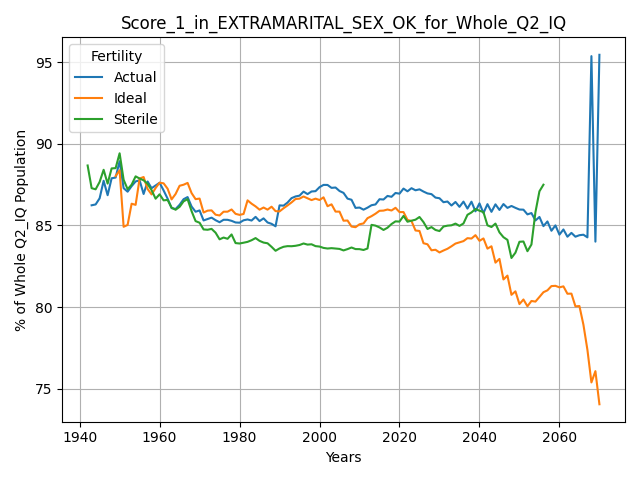 Score_1_in_EXTRAMARITAL_SEX_OK_for_Whole_Q2_IQ
Fertility
Actual
Ideal
Sterile
% of Whole Q2_IQ Population
95
90
85
80
75
1940
1960
1980
2000
2020
2040
2060
Years